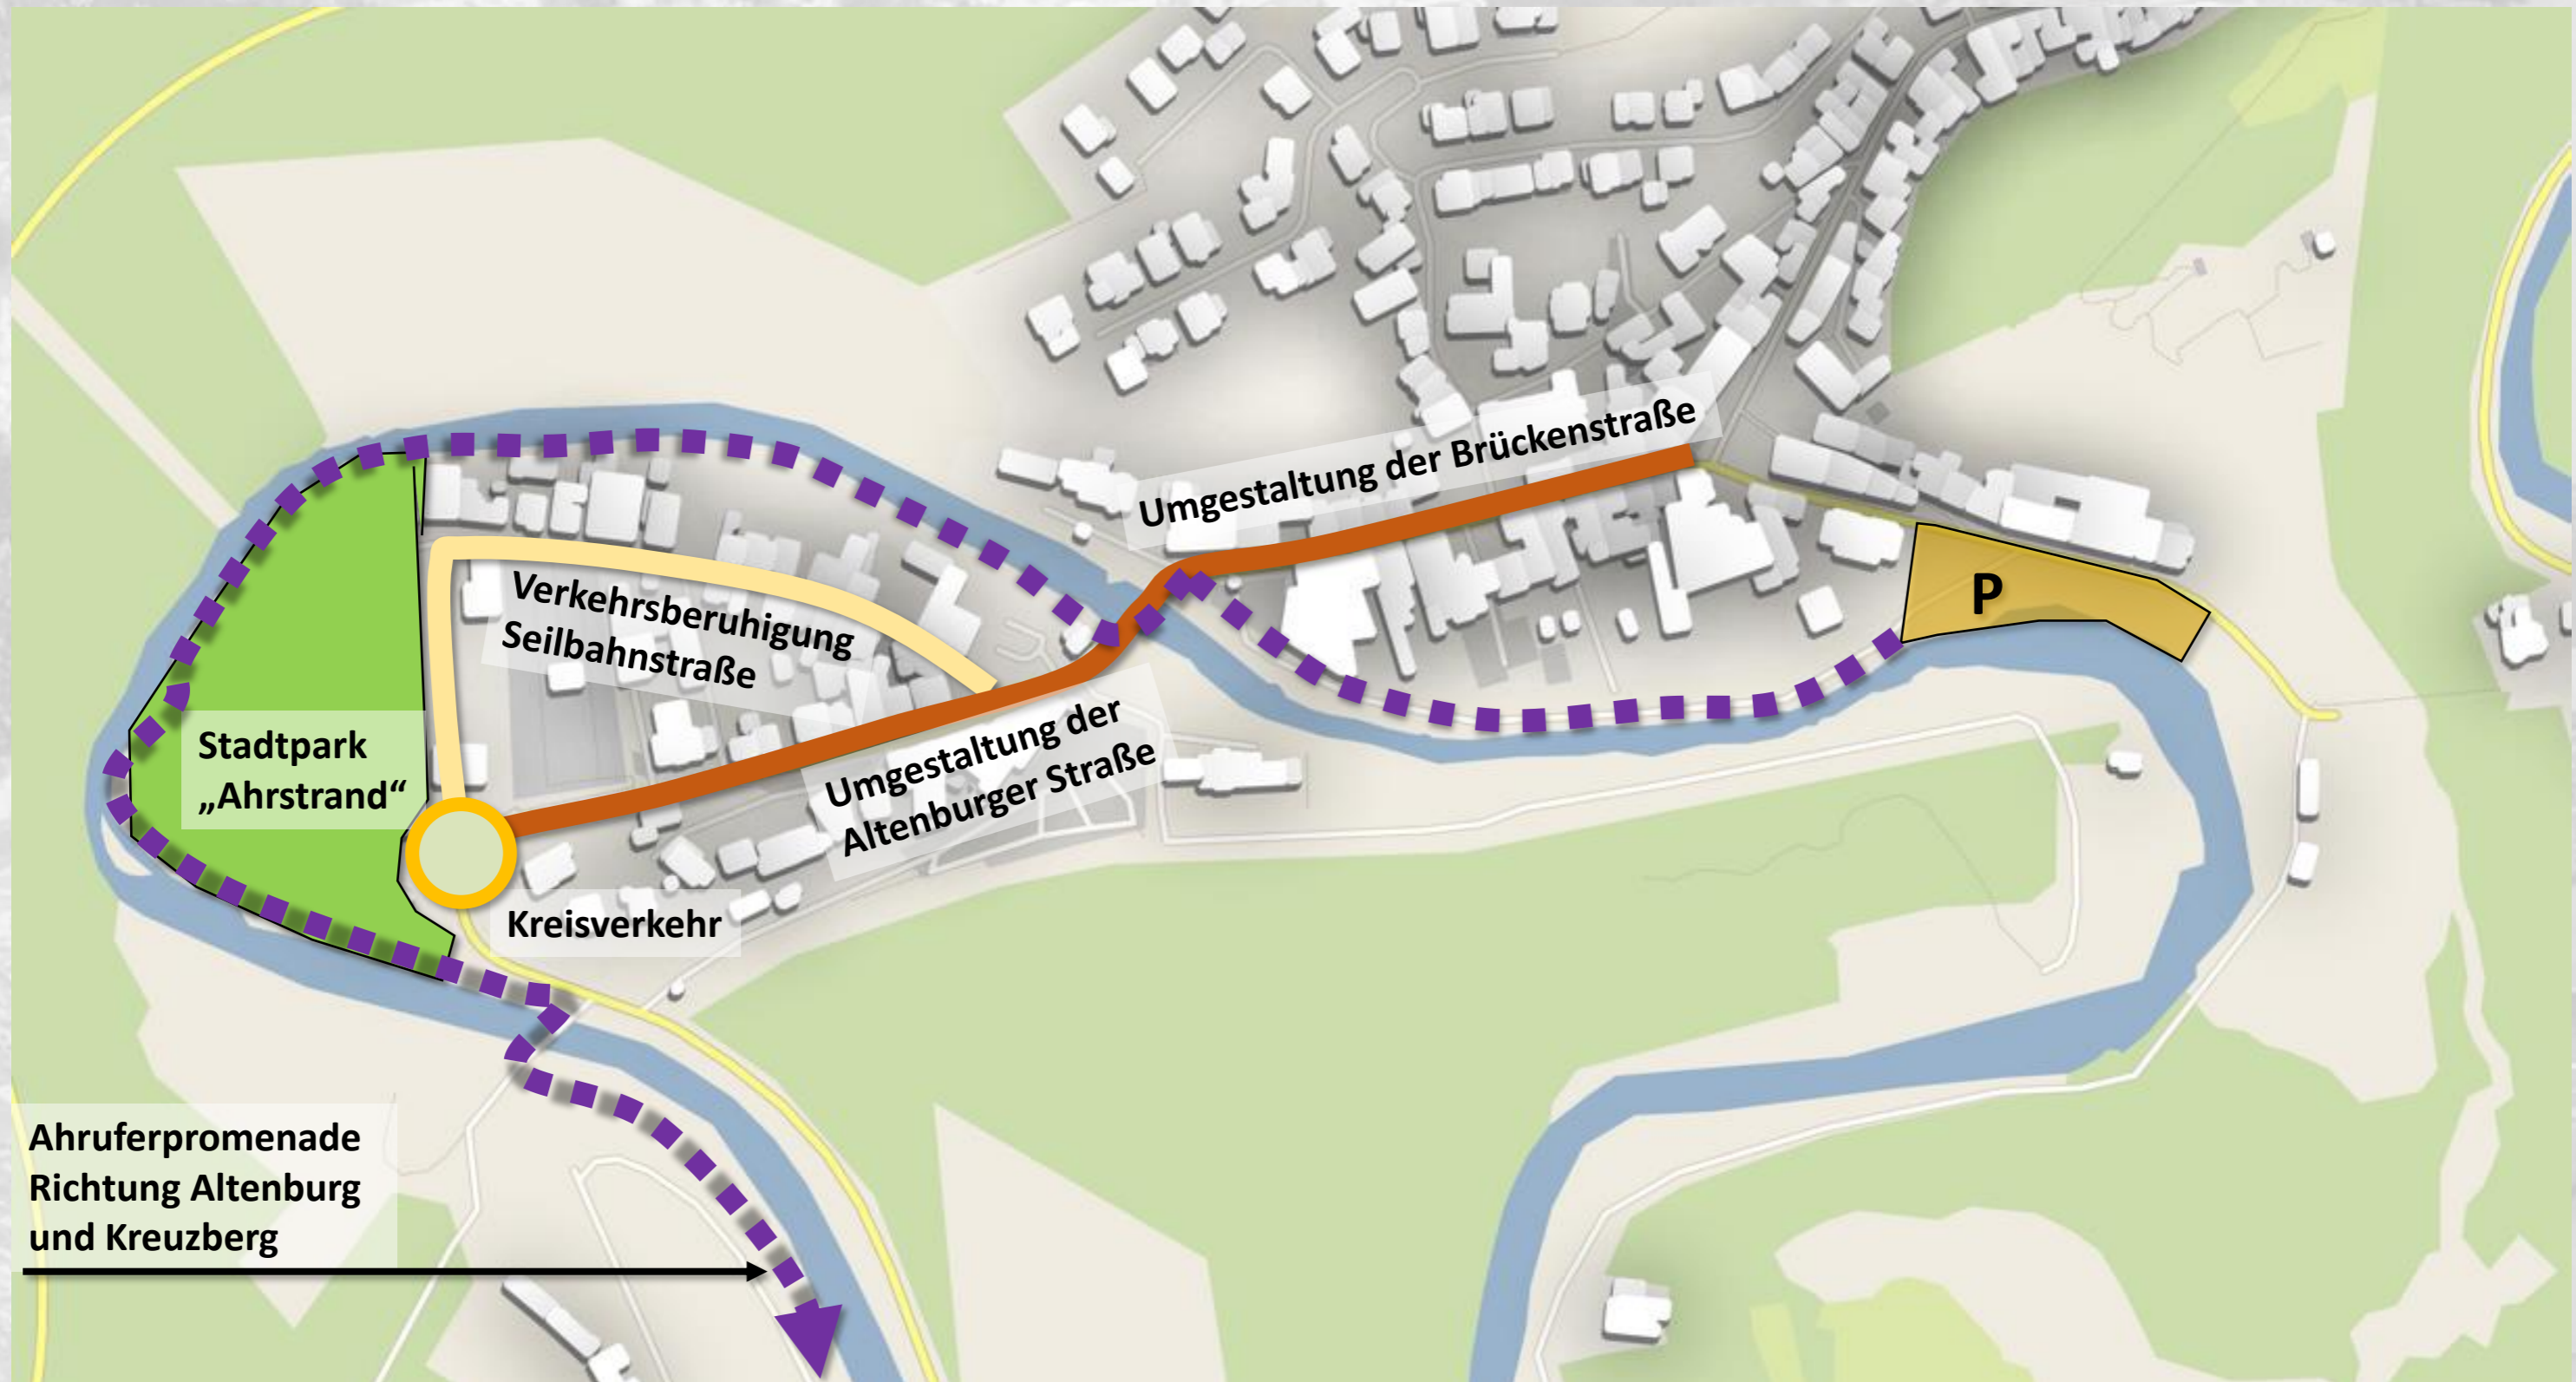 Umgestaltung der Brückenstraße
P
Verkehrsberuhigung
Seilbahnstraße
Stadtpark
„Ahrstrand“
Umgestaltung der
Altenburger Straße
Kreisverkehr
Ahruferpromenade
Richtung Altenburg
und Kreuzberg